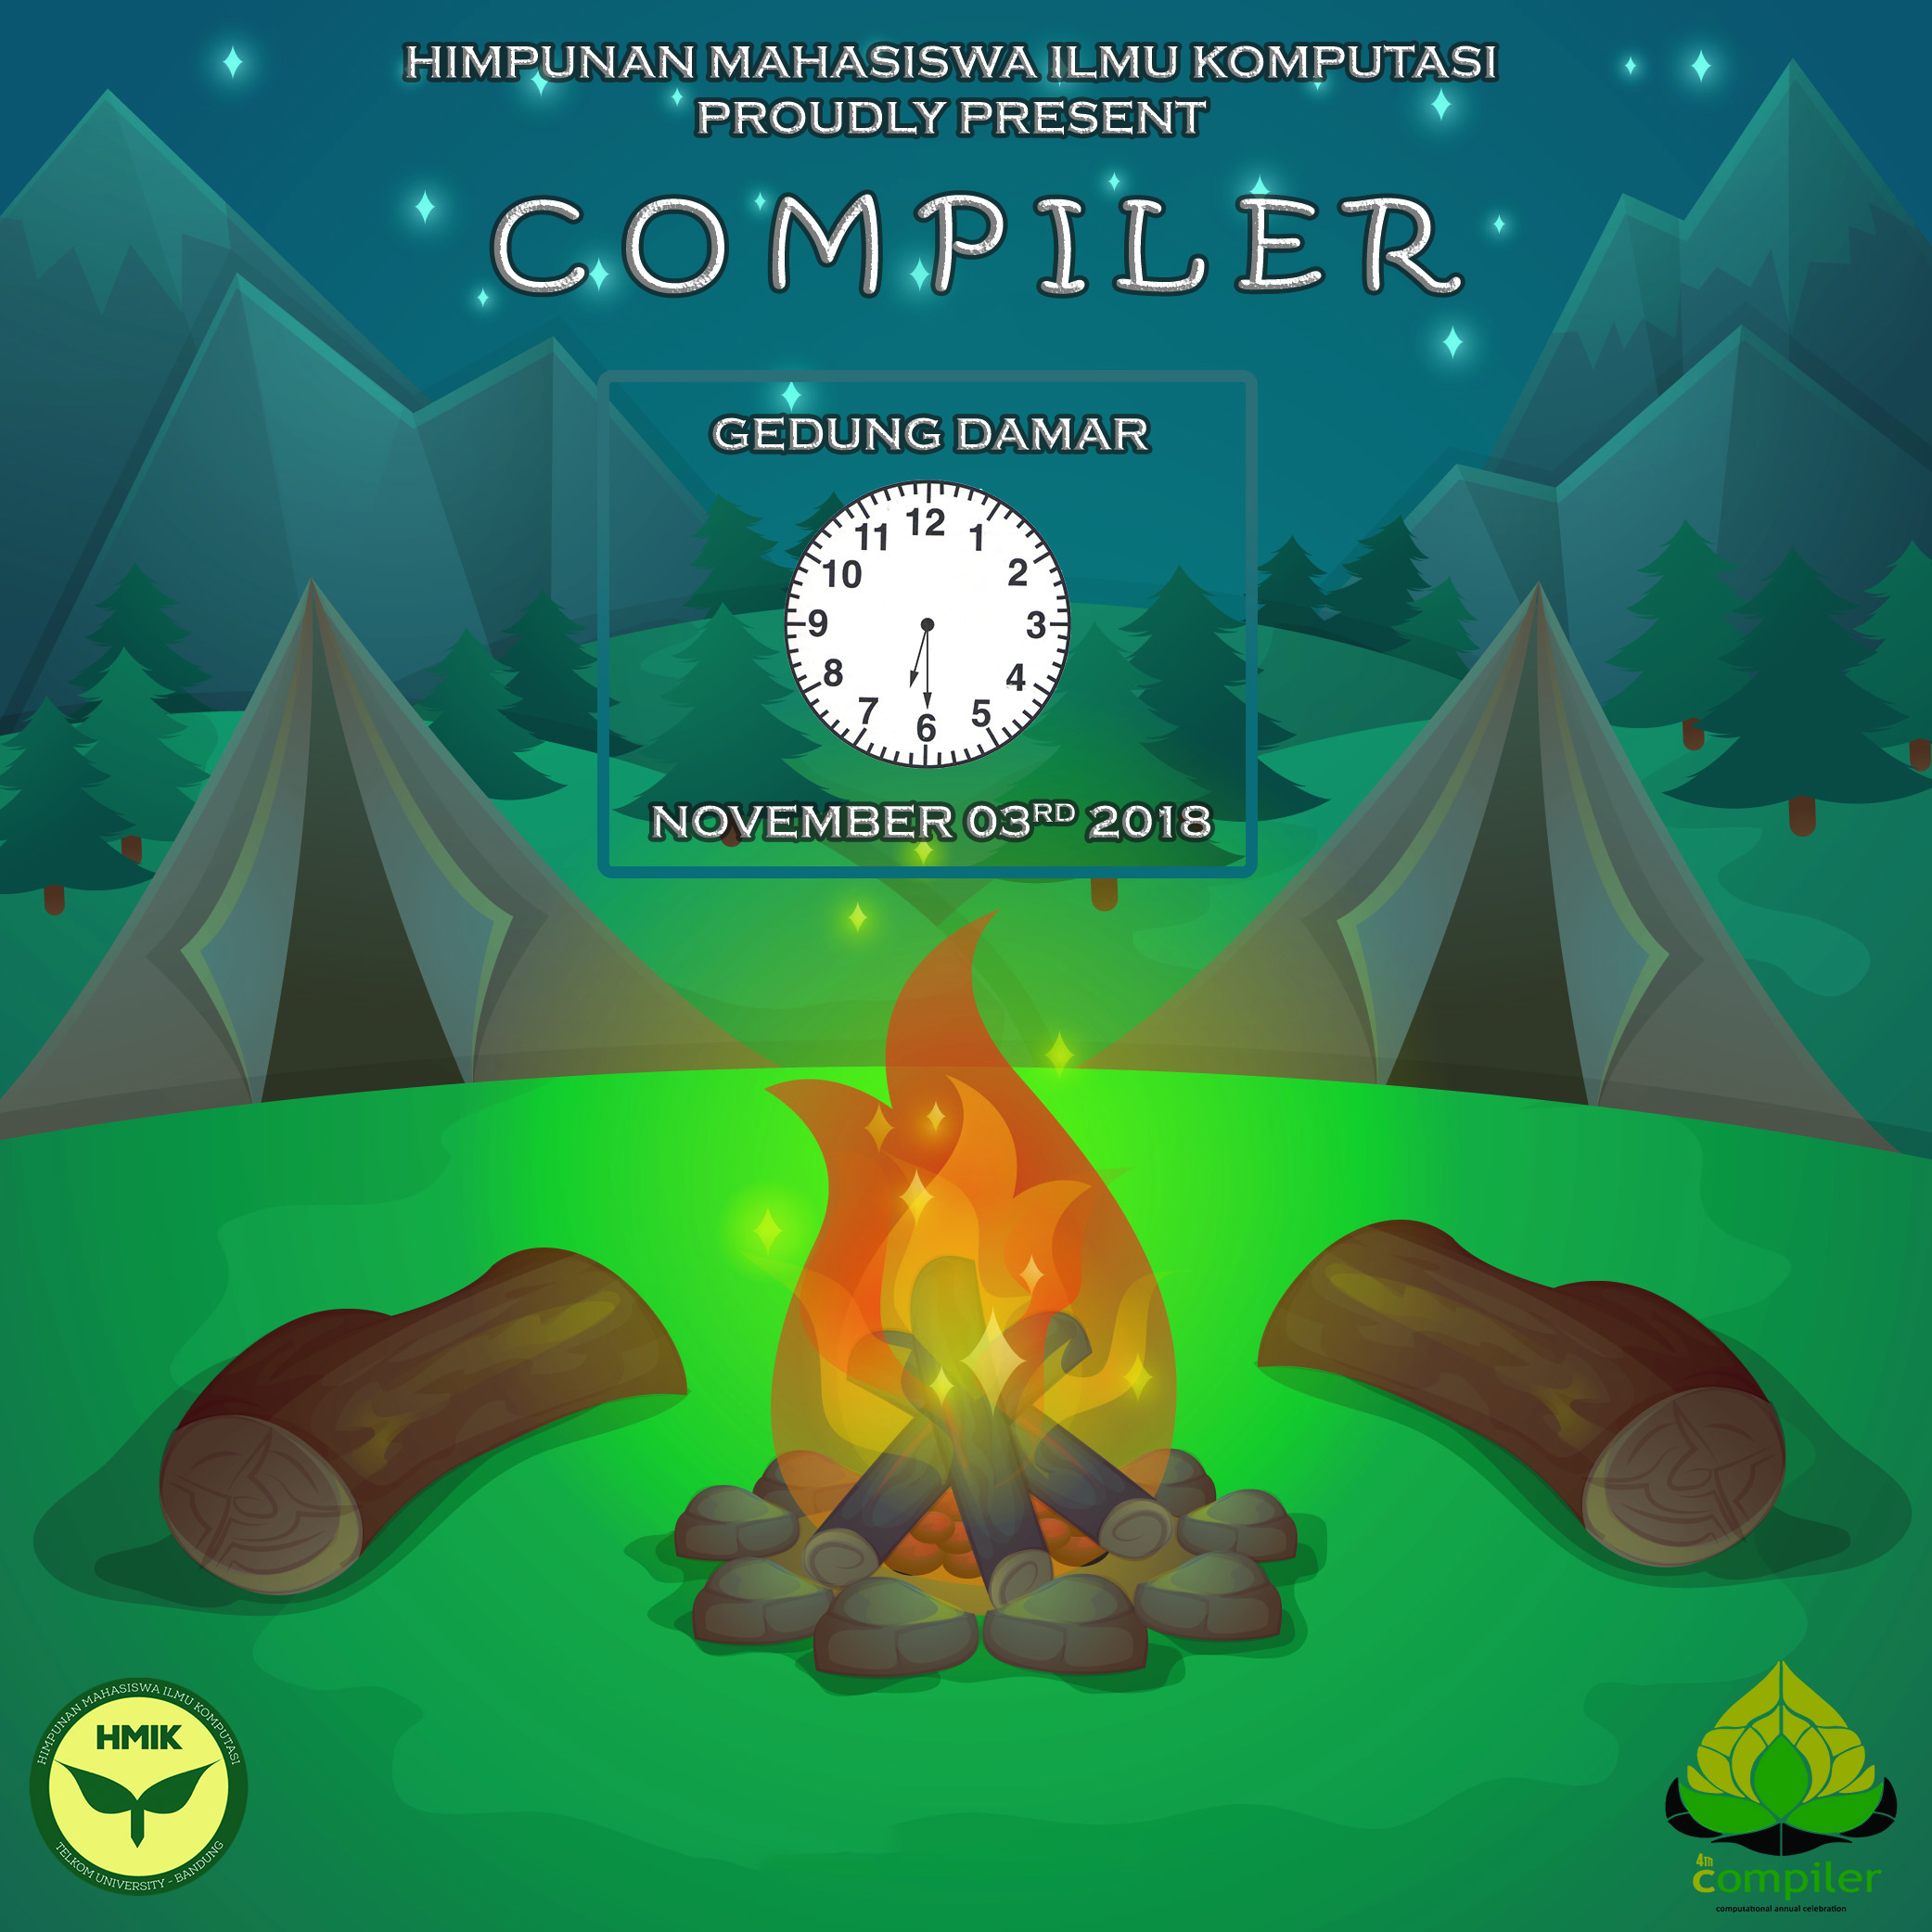 HIMPUNAN MAHASISWA ILMU KOMPUTASI
PROUDLY PRESENT
COMPILER
GEDUNG DAMAR
12
11 1
10 2
9 3
8 4
7 5
6
NOVEMBER 03RD 2018
HIMPUNAN MAHASISWA ILMU KOMPUTASI
HMIK
TELKOM UNIVERSITY - BANDUNG
4TH
compiler
computational annual celebration